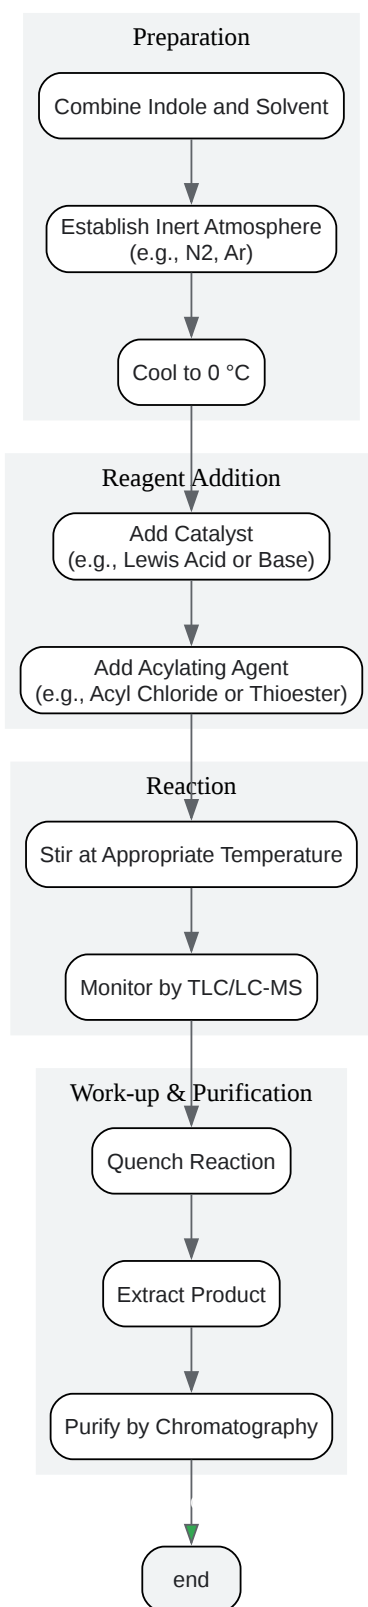 Preparation
Combine Indole and Solvent
Establish Inert Atmosphere
(e.g., N2, Ar)
Cool to 0 °C
Reagent Addition
Add Catalyst
(e.g., Lewis Acid or Base)
Add Acylating Agent
(e.g., Acyl Chloride or Thioester)
Reaction
Stir at Appropriate Temperature
Monitor by TLC/LC-MS
Work-up & Purification
Quench Reaction
Extract Product
Purify by Chromatography
end